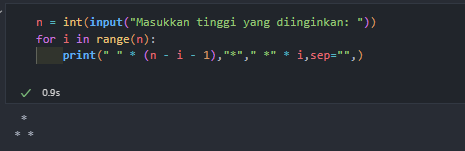 n = int(input("Masukkan tinggi yang diinginkan: "))
for i in range(n):
    print(" " * (n - i - 1),"*"," *" * i,sep="",)
0.9s
 *
* *